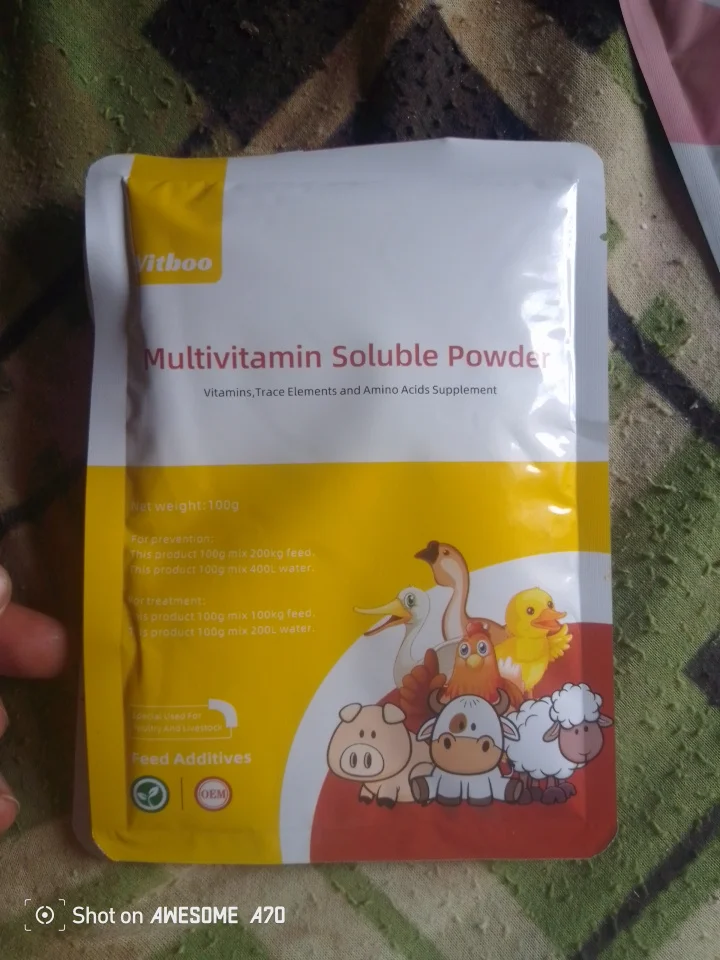 Vitboo
Multivitamin Soluble Powder
Vitamins,Trace Elements and Amino Acids Supplement
Net weight:100g
For prevention:
This product 100g mix 200kg feed.
This product 100g mix 400L water.
For treatment:
This product 100g mix 100kg feed.
This product 100g mix 200L water.
Special Used For
Poultry And Livestock
Feed Additives
OEM
Shot on AWESOME A70